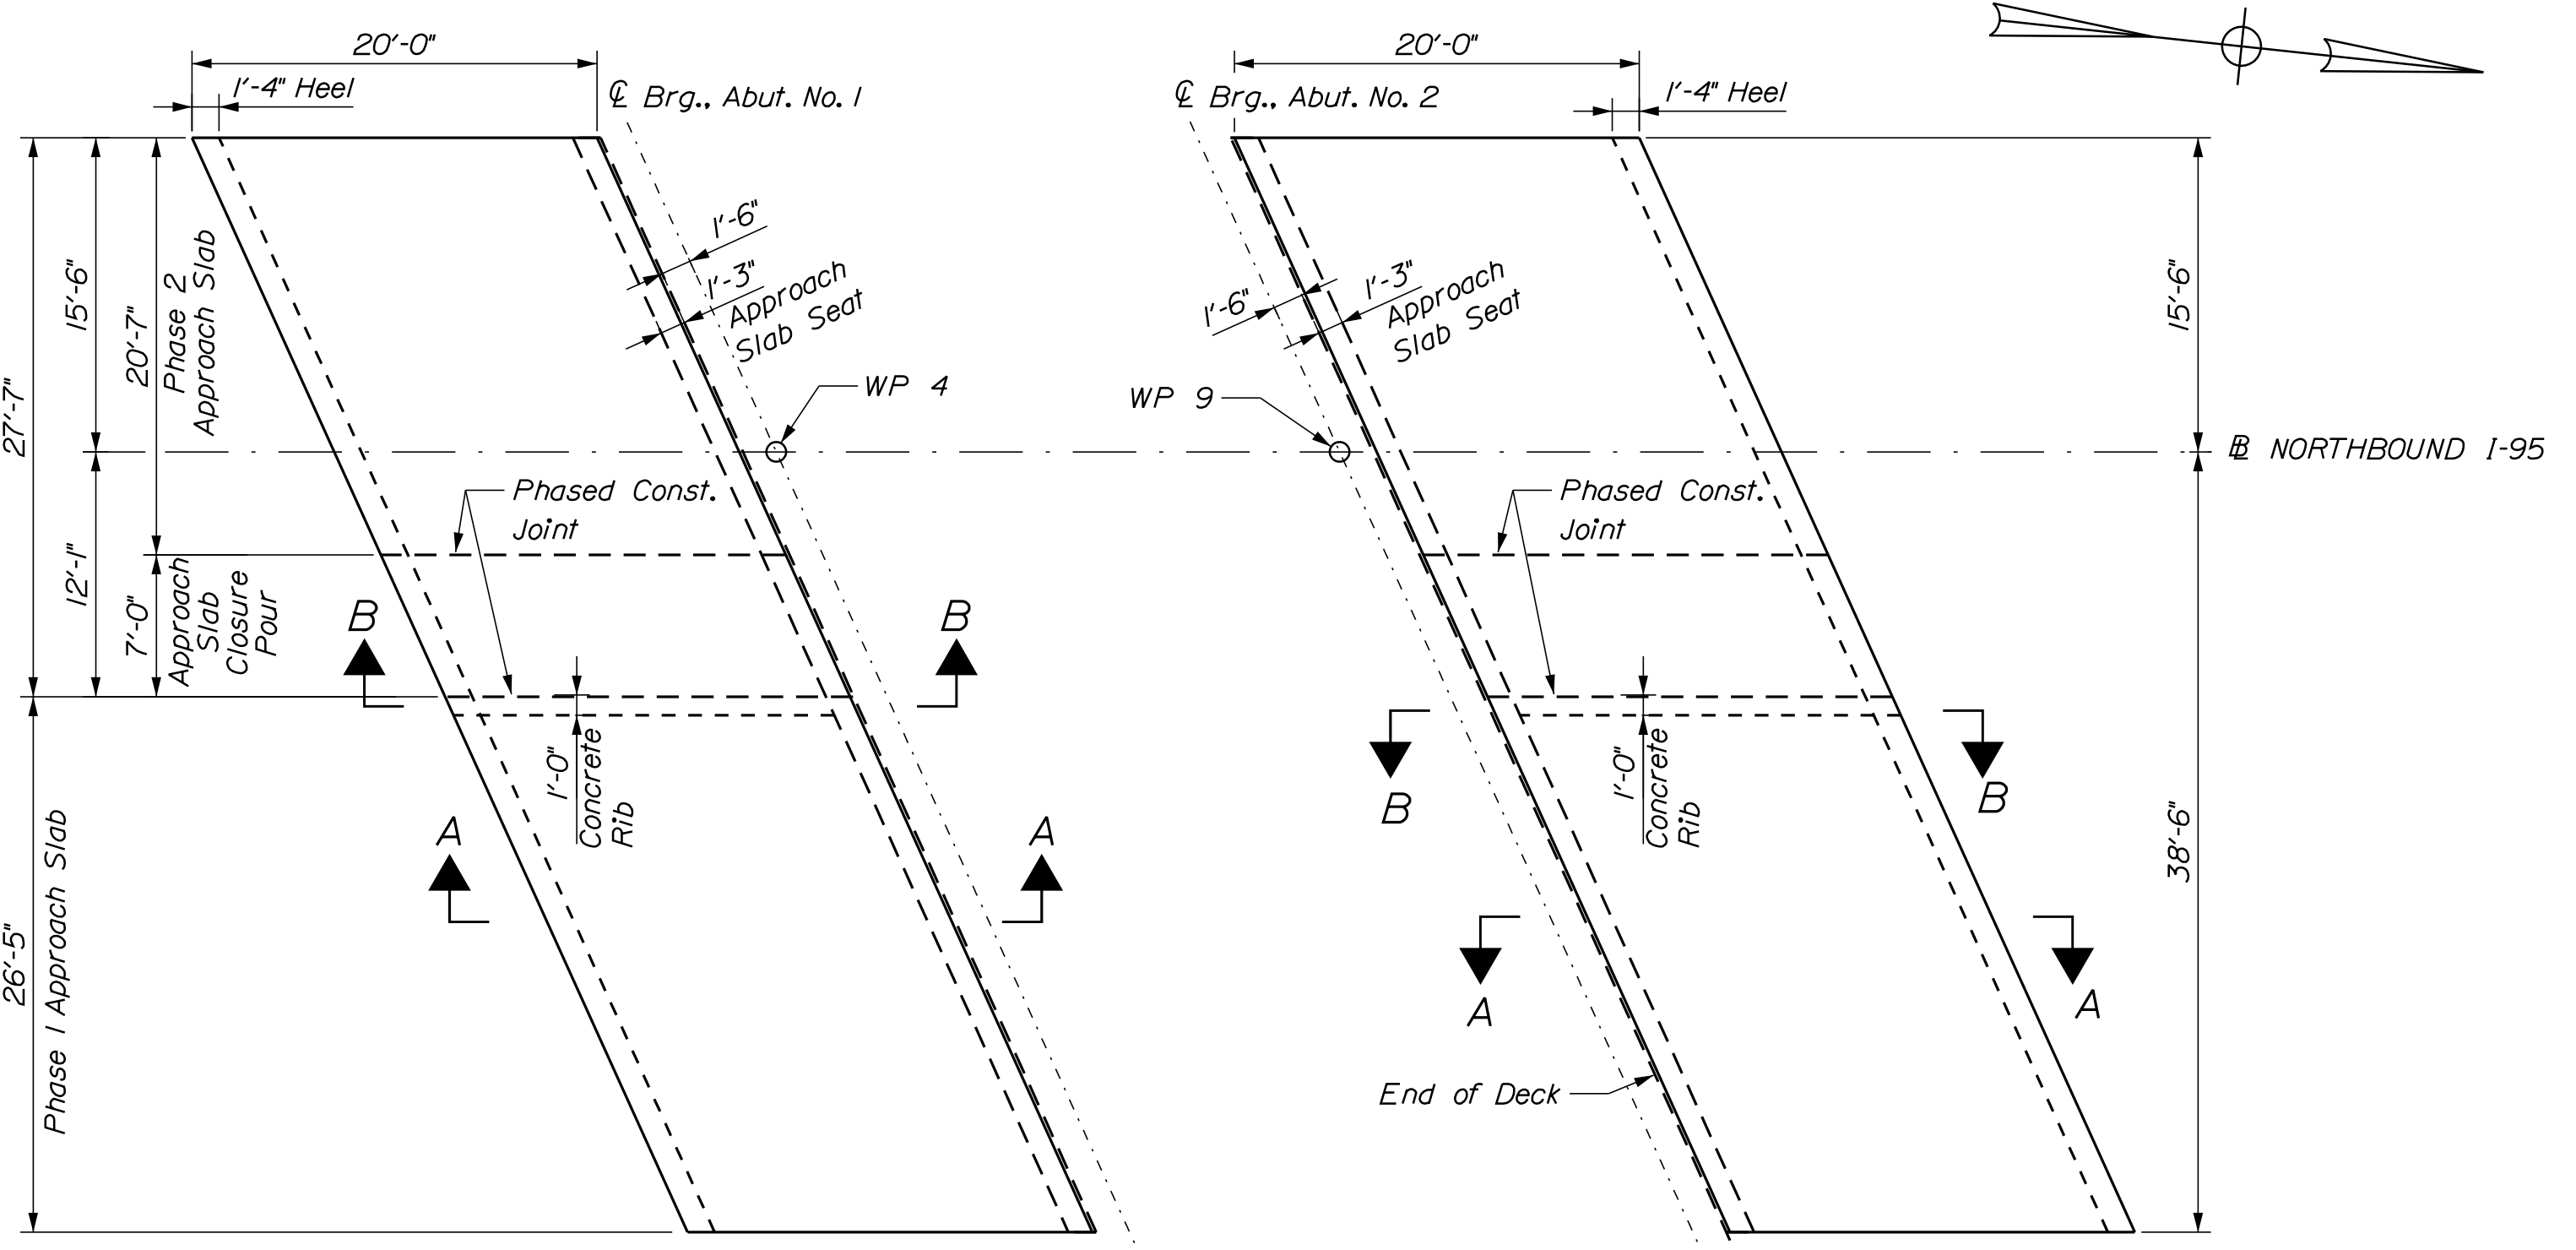 20'-0"
20'-0"
1'-4" Heel
℄ Brg., Abut. No. 1
℄ Brg., Abut. No. 2
1'-4" Heel
1'-6"
1'-3"
Approach
Slab Seat
1'-6"
1'-3"
Approach
Slab Seat
27'-7"
15'-6"
20'-7"
Phase 2
Approach Slab
15'-6"
WP 4
WP 9
℄ NORTHBOUND I-95
Phased Const.
Joint
Phased Const.
Joint
12'-1"
7'-0"
Approach
Slab
Closure
Pour
B
B
1'-0"
Concrete
Rib
1'-0"
Concrete
Rib
B
B
A
A
26'-5"
Phase 1 Approach Slab
38'-6"
A
A
End of Deck